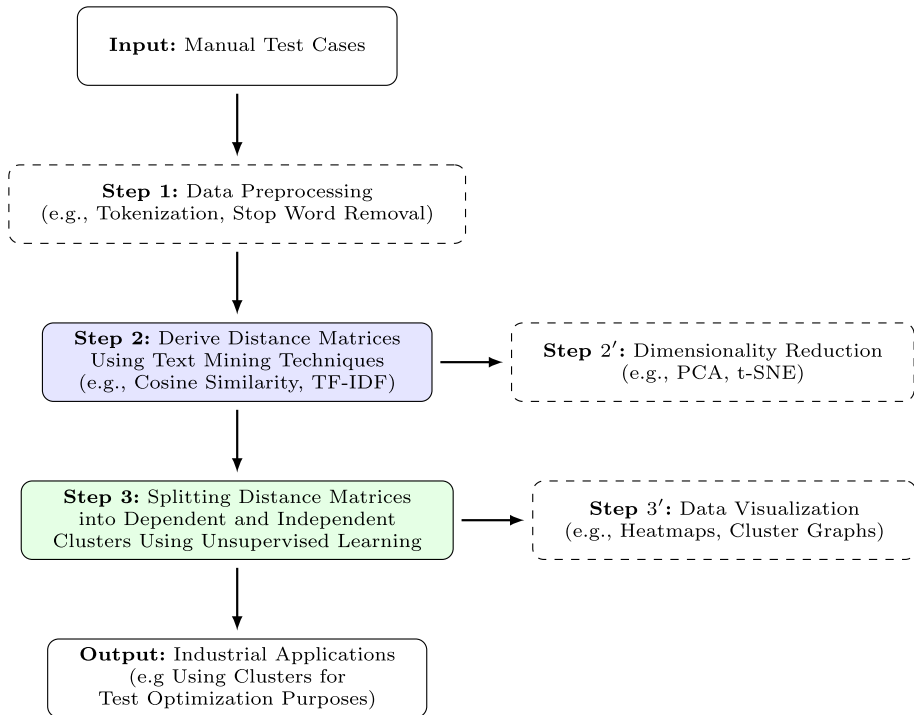 Input: Manual Test Cases
Step 1: Data Preprocessing
(e.g., Tokenization, Stop Word Removal)
Step 2: Derive Distance Matrices
Using Text Mining Techniques
(e.g., Cosine Similarity, TF-IDF)
Step 2′: Dimensionality Reduction
(e.g., PCA, t-SNE)
Step 3: Splitting Distance Matrices
into Dependent and Independent
Clusters Using Unsupervised Learning
Step 3′: Data Visualization
(e.g., Heatmaps, Cluster Graphs)
Output: Industrial Applications
(e.g Using Clusters for
Test Optimization Purposes)